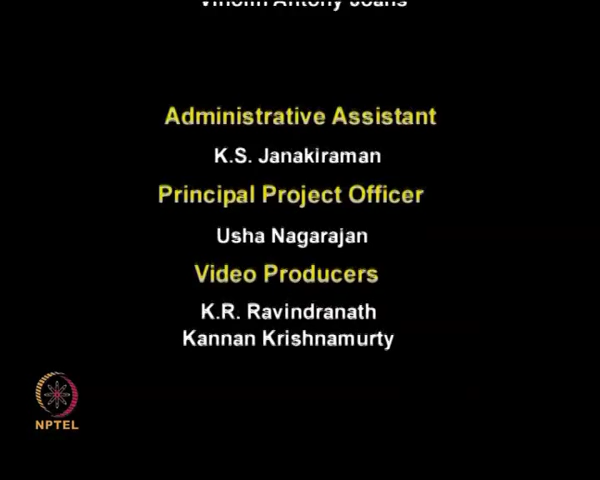 Administrative Assistant
K.S. Janakiraman
Principal Project Officer
Usha Nagarajan
Video Producers
K.R. Ravindranath
Kannan Krishnamurty
NPTEL